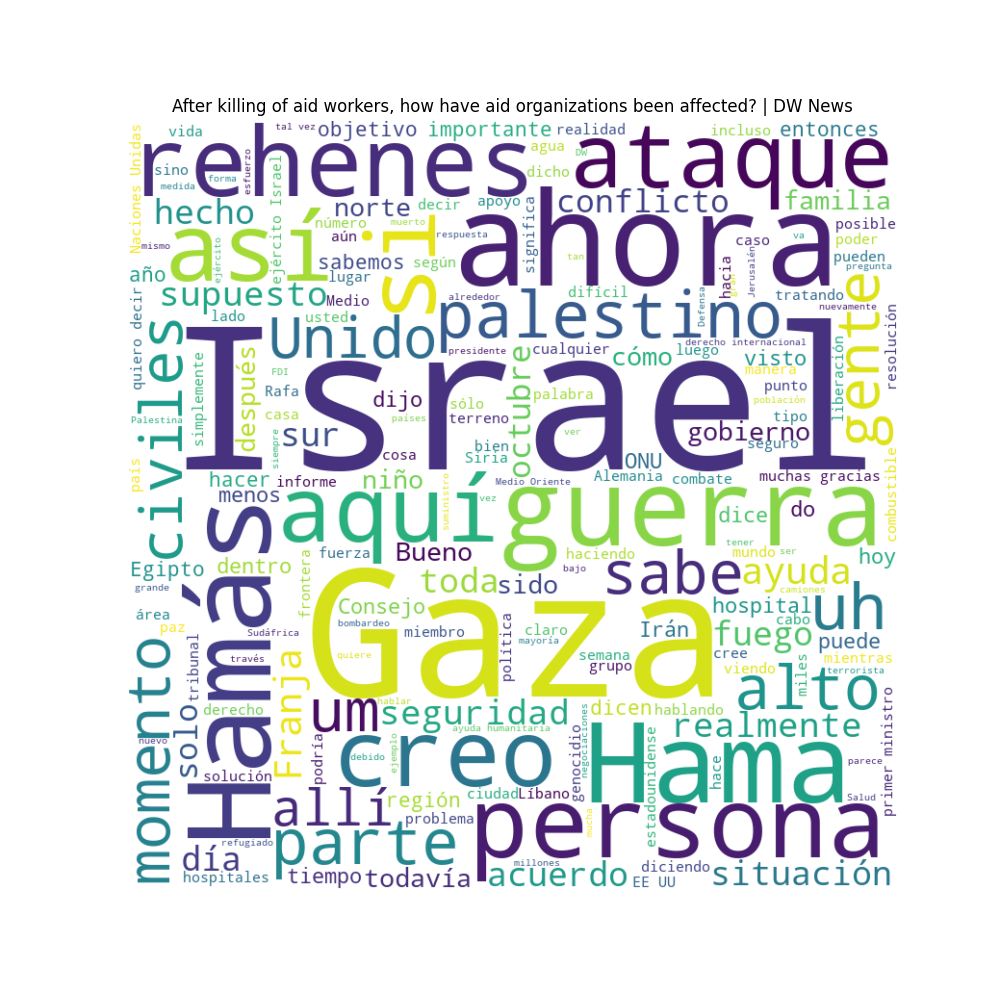 After killing of aid workers, how have aid organizations been affected? | DW News
Naciones Unidas
vida
tal vez
objetivo
importante
realidad
incluso
entonces
sino
medida
forma
esfuerzo
rehenes
agua
DW
dicho
ataque
hecho
norte
decir
apoyo
conflicto
familia
mismo
así
ejército
ejército Israel
número
aún
muerto
si
respuesta
significa
ahora
caso
posible
poder
va
pueden
pregunta
sabemos
según
tan
hacia
gran
Jerusalén
año
lugar
supuesto
Medio
alrededor
difícil
tratando
nuevamente
quiero decir
lado
usted
Unido
palestino
Defensa
derecho internacional
gente
resolución
civiles
simplemente
después
FDI
presidente
cualquier
cómo
luego
visto
manera
liberación
Israel
Rafa
dijo
sólo
octubre
palabra
punto
población
Palestina
casa
países
terreno
tipo
siempre
sur
cosa
bien
ver
gobierno
seguro
país
Siria
ONU
hacer
informe
niño
Medio Oriente
Alemania
combate
muchas gracias
combustible
menos
Hamás
aquí
suministro
vez
guerra
dice
do
tener
Egipto
dentro
frontera
fuerza
Bueno
haciendo
mundo
ser
hoy
grande
bajo
sabe
ayuda
camiones
toda
sido
área
paz
Gaza
Consejo
hospital
cabo
uh
Sudáfrica
bombardeo
miembro
política
claro
mayoría
Irán
fuego
puede
momento
tribunal
través
quiere
semana
grupo
cree
viendo
mientras
terrorista
miles
solo
derecho
Franja
um
hablar
seguridad
dicen
hablando
alto
ayuda humanitaria
realmente
primer ministro
nuevo
podría
debido
ejemplo
creo
negociaciones
genocidio
Hama
estadounidense
hace
parece
solución
allí
región
ciudad
Líbano
Salud
problema
persona
mucha
refugiado
parte
día
hospitales
tiempo
todavía
millones
acuerdo
diciendo
EE UU
situación